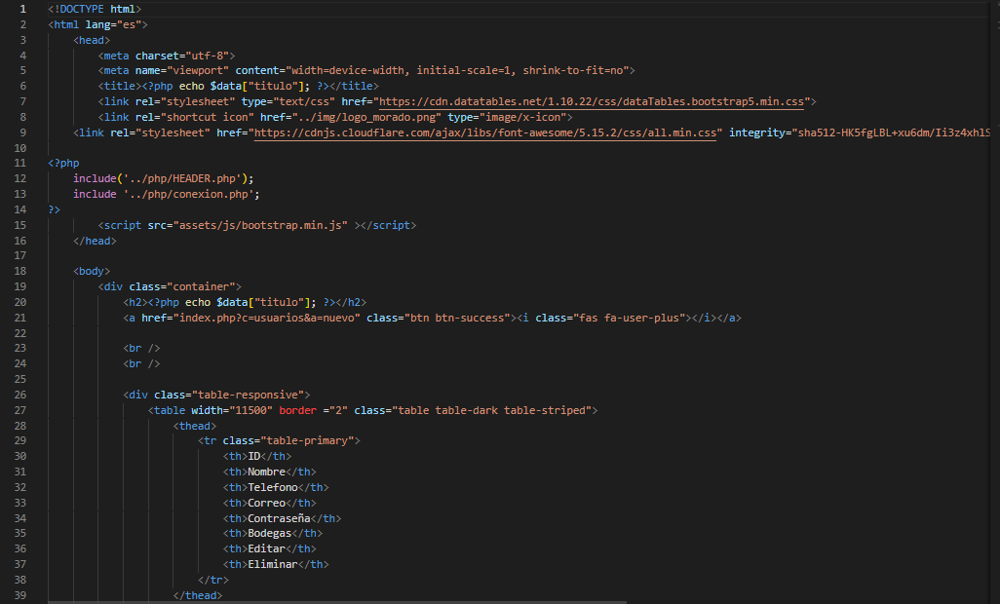 1 <!DOCTYPE html>
2 <html lang="es">
3 <head>
4 <meta charset="utf-8">
5 <meta name="viewport" content="width=device-width, initial-scale=1, shrink-to-fit=no">
6 <title><?php echo $data["titulo"]; ?></title>
7 <link rel="stylesheet" type="text/css" href="https://cdn.datatables.net/1.10.22/css/dataTables.bootstrap5.min.css">
8 <link rel="shortcut icon" href="../img/logo_morado.png" type="image/x-icon">
9 <link rel="stylesheet" href="https://cdnjs.cloudflare.com/ajax/libs/font-awesome/5.15.2/css/all.min.css" integrity="sha512-HK5fgLBL+xu6dm/Ii3z4xhlS
10
11 <?php
12 include('../php/HEADER.php');
13 include '../php/conexion.php';
14 ?>
15 <script src="assets/js/bootstrap.min.js" ></script>
16 </head>
17
18 <body>
19 <div class="container">
20 <h2><?php echo $data["titulo"]; ?></h2>
21 <a href="index.php?c=usuarios&a=nuevo" class="btn btn-success"><i class="fas fa-user-plus"></i></a>
22
23 <br />
24 <br />
25
26 <div class="table-responsive">
27 <table width="11500" border ="2" class="table table-dark table-striped">
28 <thead>
29 <tr class="table-primary">
30 <th>ID</th>
31 <th>Nombre</th>
32 <th>Telefono</th>
33 <th>Correo</th>
34 <th>Contraseña</th>
35 <th>Bodegas</th>
36 <th>Editar</th>
37 <th>Eliminar</th>
38 </tr>
39 </thead>